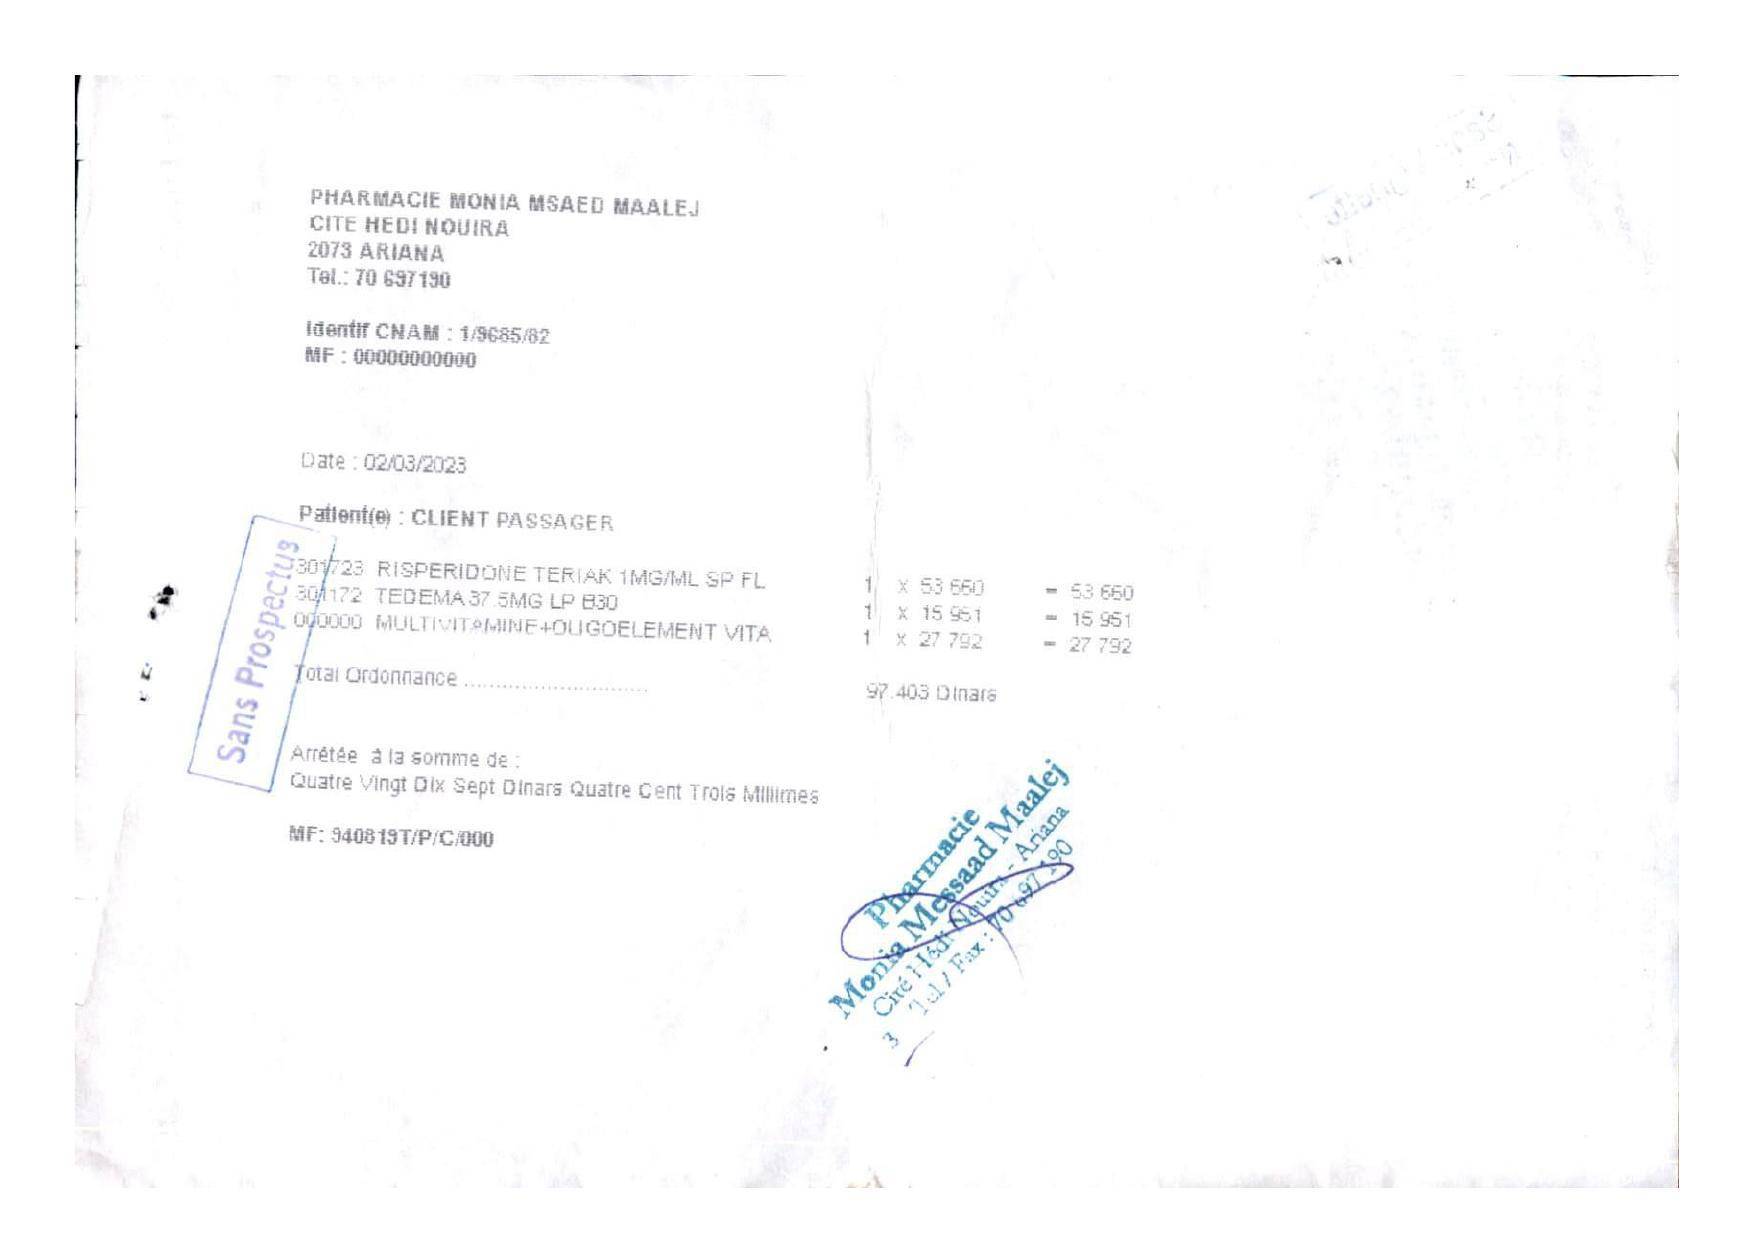 PHARMACIE MONIA MSAED MAALEJ
CITE HEDI NOUIRA
2073 ARIANA
Tel.: 70 697190
Identif CNAM : 1/9685/82
MF : 00000000000
Date : 02/03/2023
Patient(e) : CLIENT PASSAGER
301723 RISPERIDONE TERIAK 1MG/ML SP FL 1 x 53 660 = 53 660
301172 TEDEMA 37.5MG LP B30 1 x 15 951 = 15 951
000000 MULTIVITAMINE+OLIGOELEMENT VITA 1 x 27 792 = 27 792
Total Ordonnance .............................. 97.403 Dinars
Arrêtée à la somme de :
Quatre Vingt Dix Sept Dinars Quatre Cent Trois Millimes
MF: 940819T/P/C/000
Sans Prospectus
Pharmacie
Monia Messaad Maalej
Cité Hédi Nouira - Ariana
Tel / Fax : 70 697 190
3